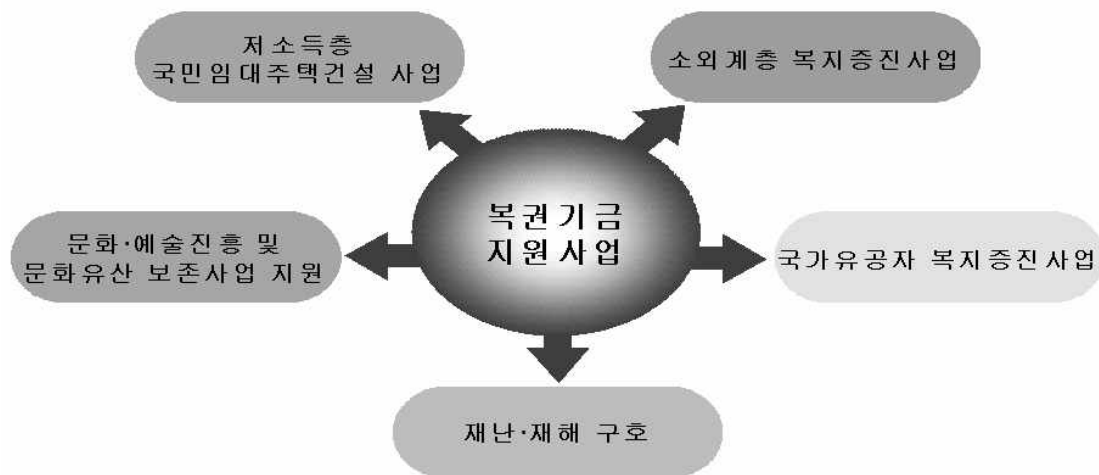 저소득층
국민임대주택건설 사업
소외계층 복지증진사업
복권기금
지원사업
문화·예술진흥 및
문화유산 보존사업 지원
국가유공자 복지증진사업
재난·재해 구호